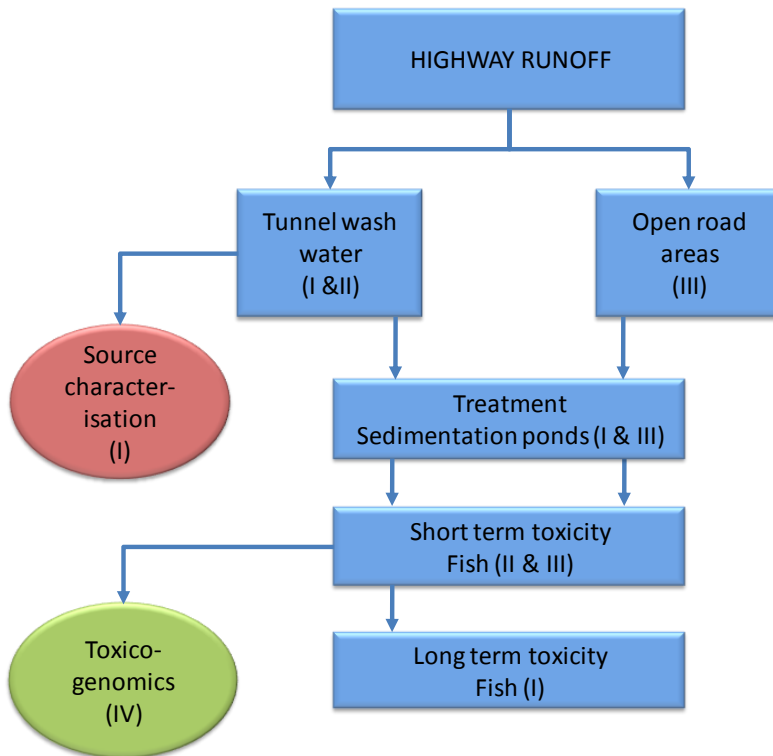 HIGHWAY RUNOFF
Tunnel wash
water
(I &II)
Open road
areas
(III)
Source
character-
isation
(I)
Treatment
Sedimentation ponds (I & III)
Short term toxicity
Fish (II & III)
Toxico-
genomics
(IV)
Long term toxicity
Fish (I)